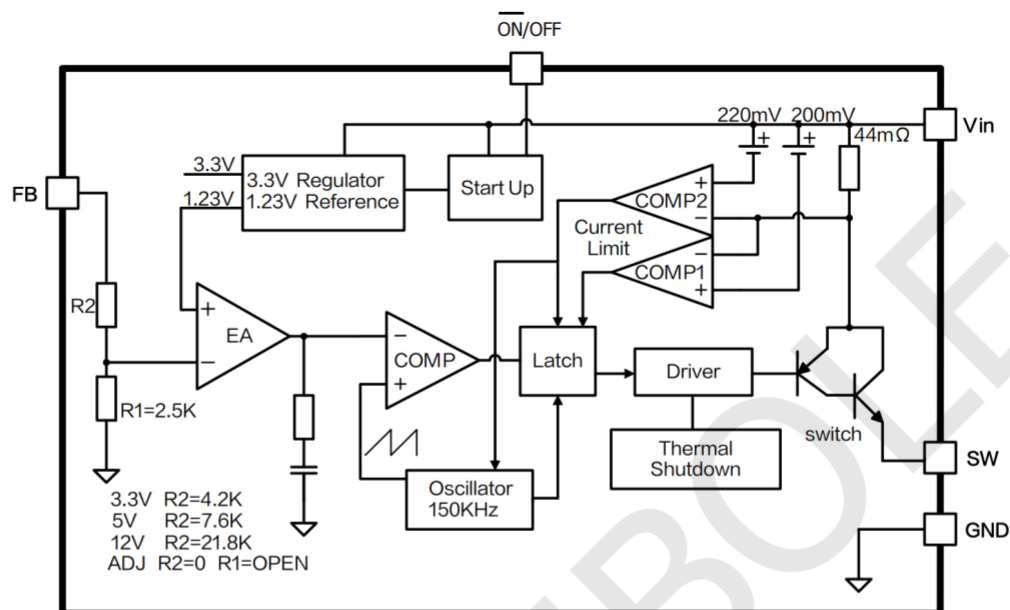 ON/OFF
220mV 200mV
44mΩ
Vin
FB
3.3V
1.23V
3.3V Regulator
1.23V Reference
Start Up
+
+
+
COMP2
−
Current
Limit
−
COMP1
+
R2
+
EA
−
−
COMP
+
Latch
Driver
switch
R1=2.5K
Thermal
Shutdown
SW
Oscillator
150KHz
3.3V R2=4.2K
5V R2=7.6K
12V R2=21.8K
ADJ R2=0 R1=OPEN
GND